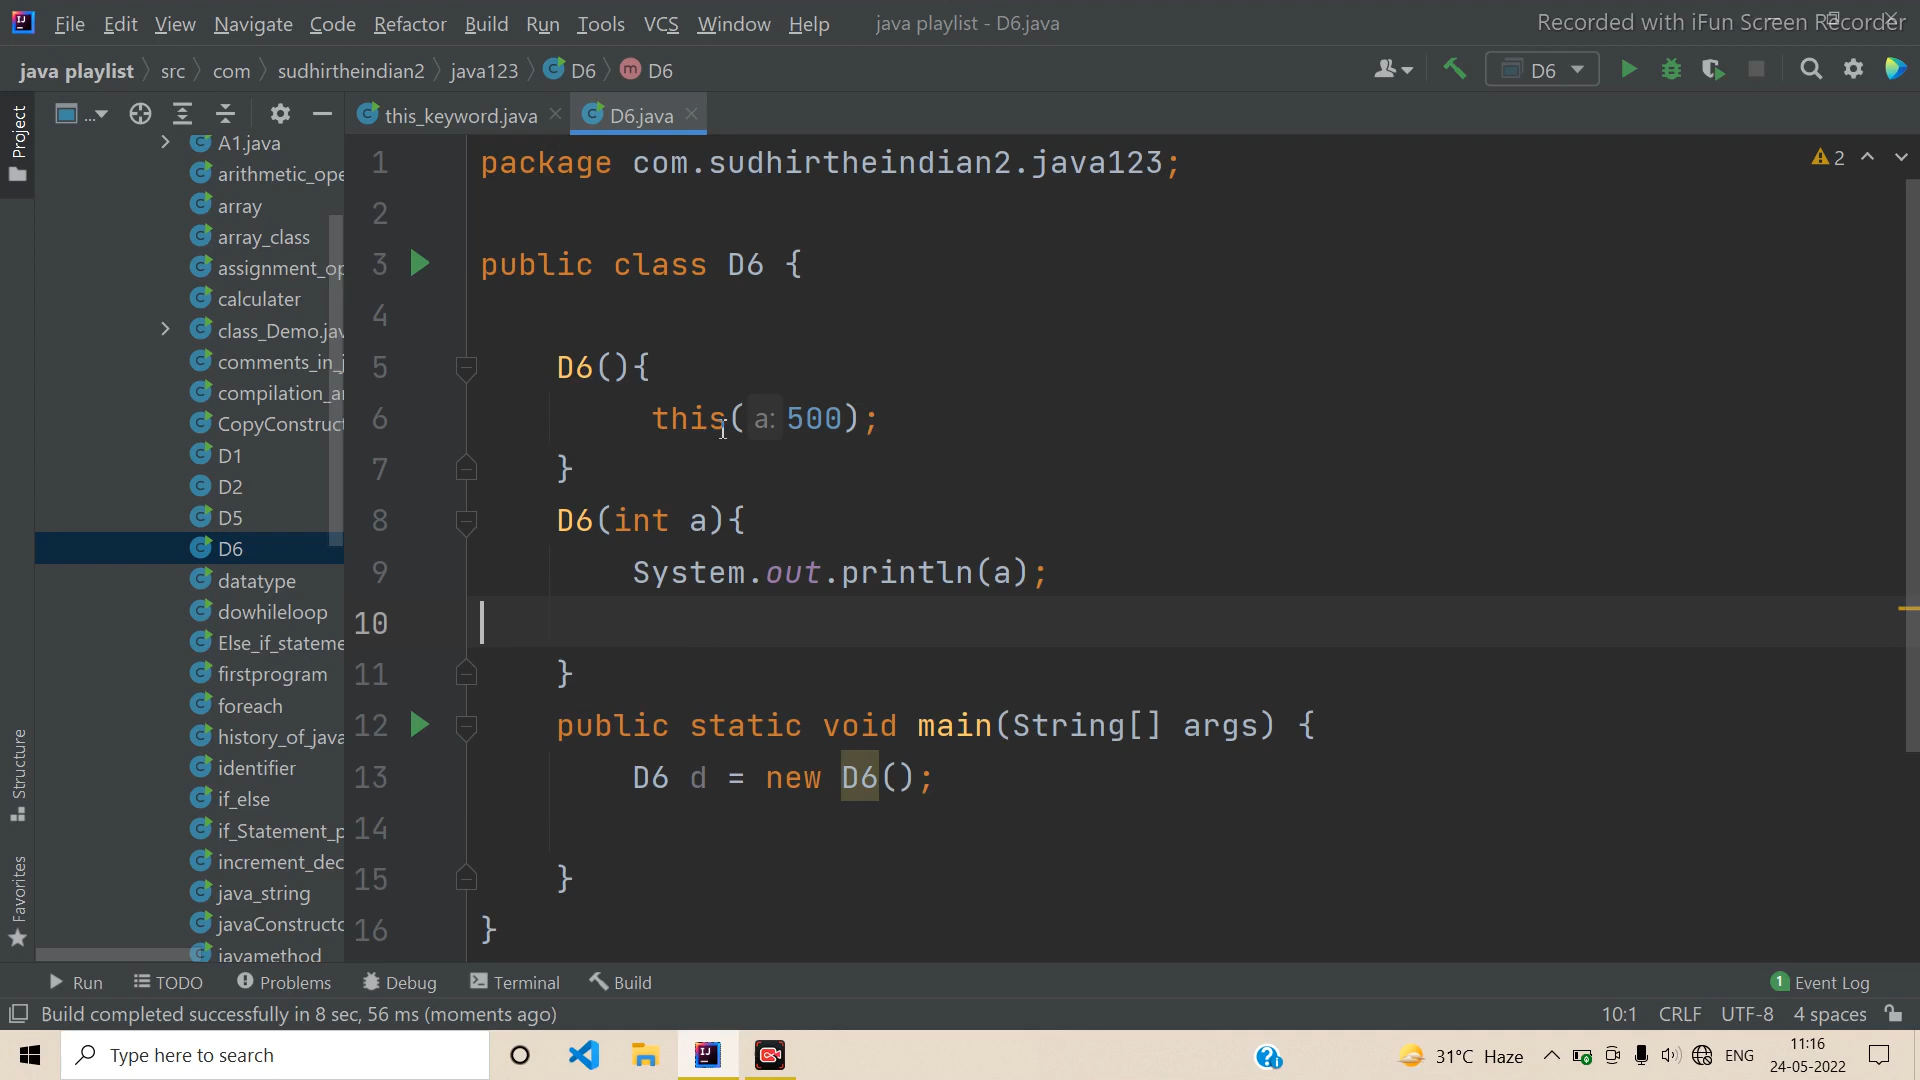 File Edit View Navigate Code Refactor Build Run Tools VCS Window Help java playlist - D6.java Recorded with iFun Screen Recorder
java playlist src com sudhirtheindian2 java123 D6 D6 D6
Project
... this_keyword.java D6.java
A1.java
arithmetic_ope
array
array_class
assignment_op
calculater
class_Demo.jav
comments_in_j
compilation_an
CopyConstruct
D1
D2
D5
D6
datatype
dowhileloop
Else_if_stateme
firstprogram
foreach
history_of_java
identifier
if_else
if_Statement_p
increment_dec
java_string
javaConstructo
javamethod
Structure
Favorites
1 package com.sudhirtheindian2.java123;
2
3 public class D6 {
4
5 D6(){
6 this( a: 500);
7 }
8 D6(int a){
9 System.out.println(a);
10
11 }
12 public static void main(String[] args) {
13 D6 d = new D6();
14
15 }
16 }
2
Run TODO Problems Debug Terminal Build 1 Event Log
Build completed successfully in 8 sec, 56 ms (moments ago) 10:1 CRLF UTF-8 4 spaces
Type here to search 31°C Haze ENG 11:16
24-05-2022